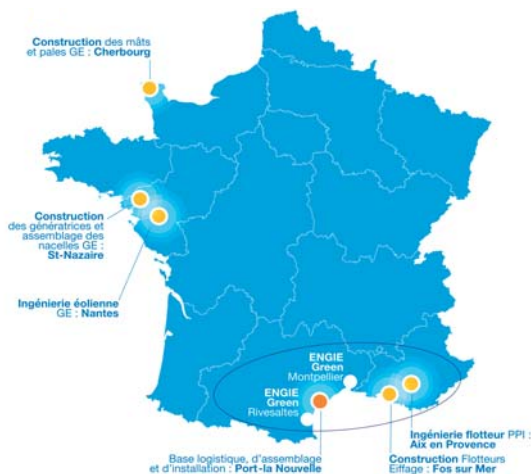 Construction des mâts
et pales GE : Cherbourg
Construction
des génératrices et
assemblage des
nacelles GE :
St-Nazaire
Ingénierie éolienne
GE : Nantes
ENGIE
Green
Montpellier
ENGIE
Green
Rivesaltes
Ingénierie flotteur PPI :
Aix en Provence
Base logistique, d'assemblage
et d'installation : Port-la Nouvelle
Construction Flotteurs
Eiffage : Fos sur Mer